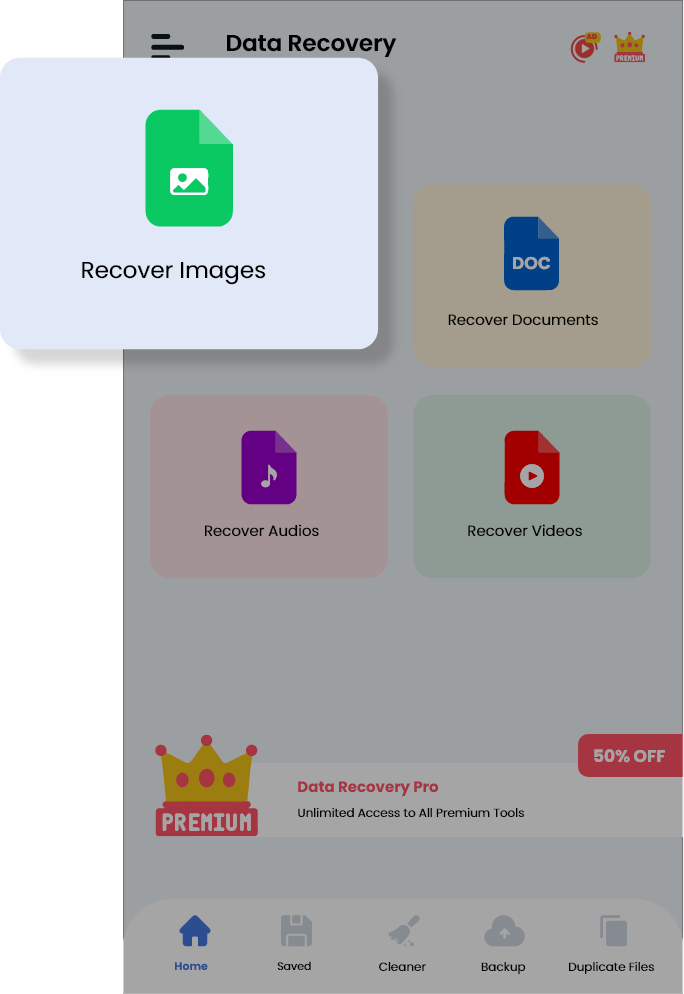 Data Recovery
AD
PREMIUM
Recover Images
DOC
Recover Documents
Recover Audios
Recover Videos
50% OFF
PREMIUM
Data Recovery Pro
Unlimited Access to All Premium Tools
Home
Saved
Cleaner
Backup
Duplicate Files